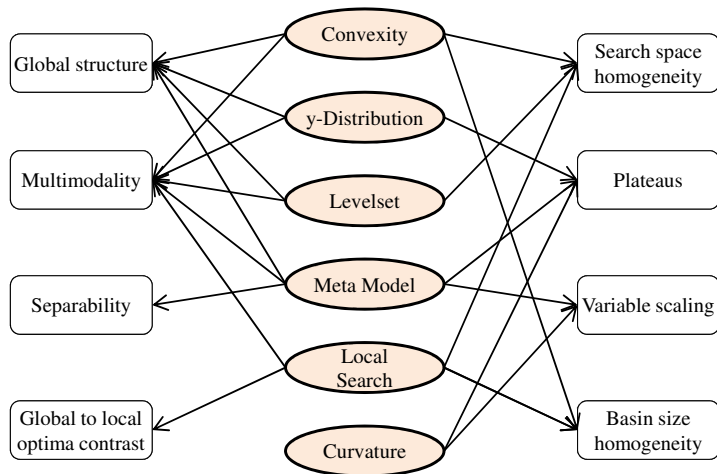 Convexity
Global structure
Search space
homogeneity
y-Distribution
Multimodality
Plateaus
Levelset
Separability
Meta Model
Variable scaling
Local
Search
Global to local
optima contrast
Basin size
homogeneity
Curvature